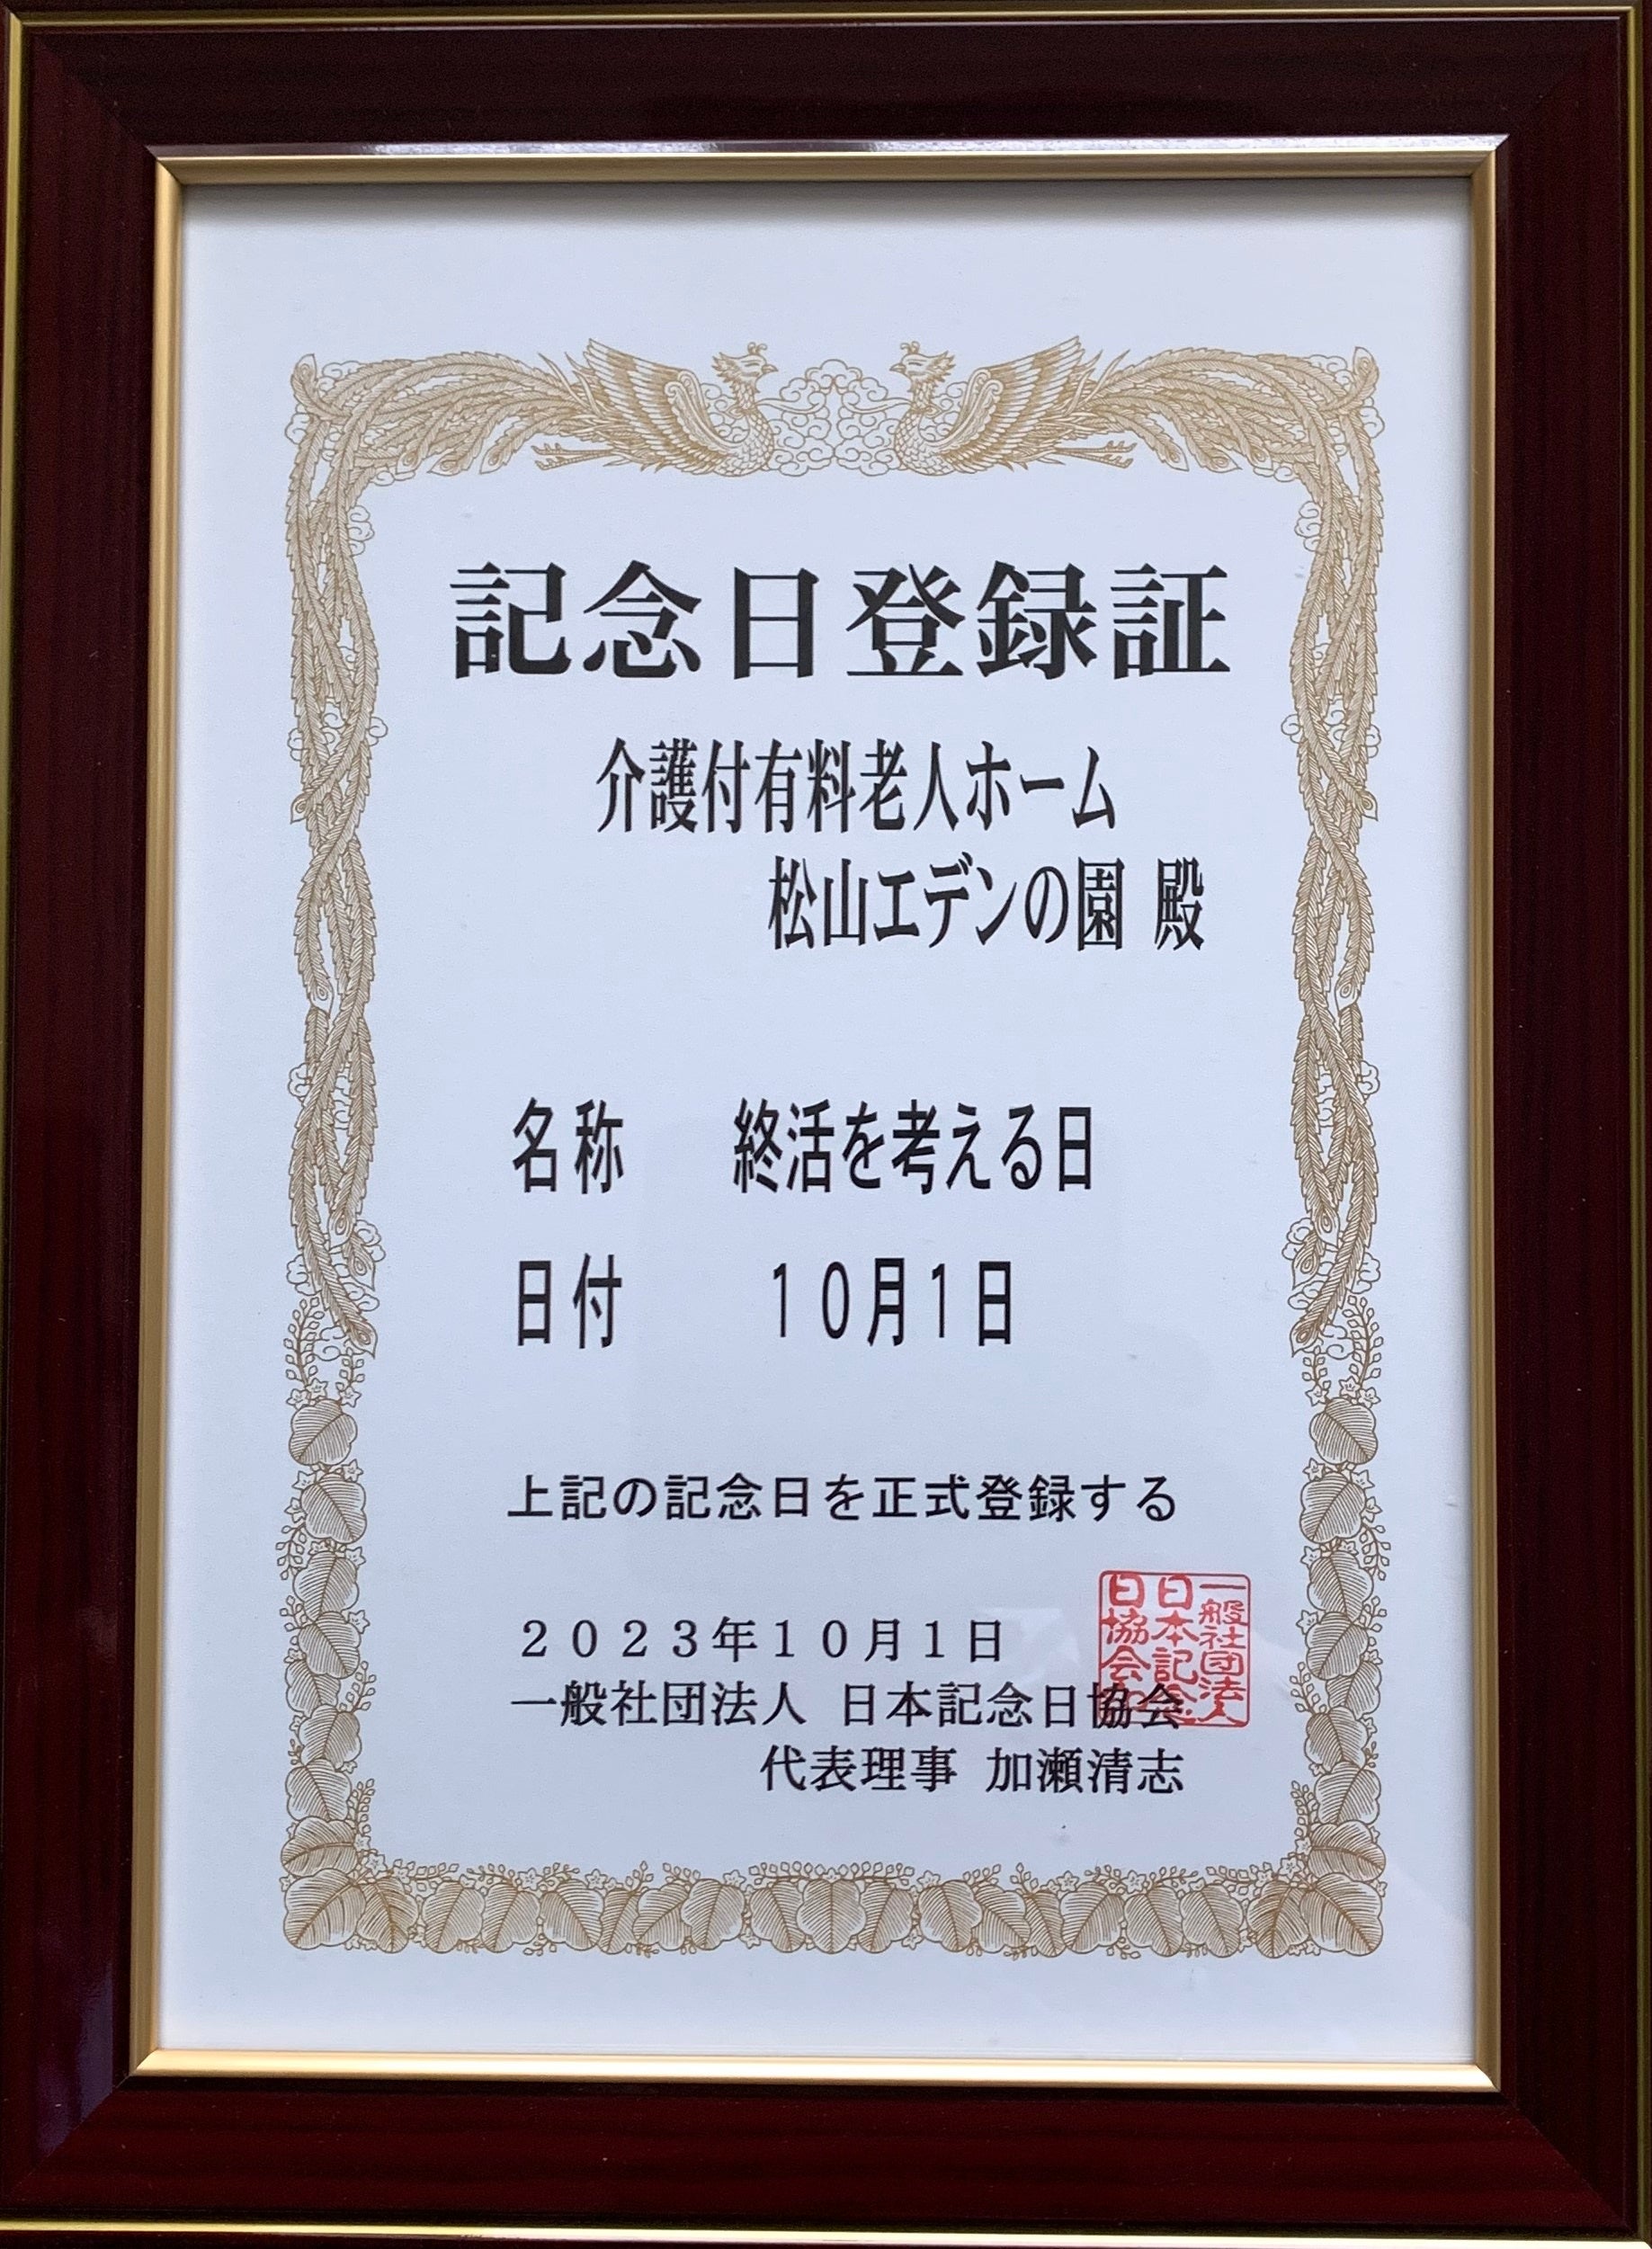 記念日登録証
介護付有料老人ホーム
松山エデンの園 殿
名称 終活を考える日
日付 １０月１日
上記の記念日を正式登録する
２０２３年１０月１日
一般社団法人 日本記念日協会
代表理事 加瀬清志
一般社団法人
日本記念
日協会